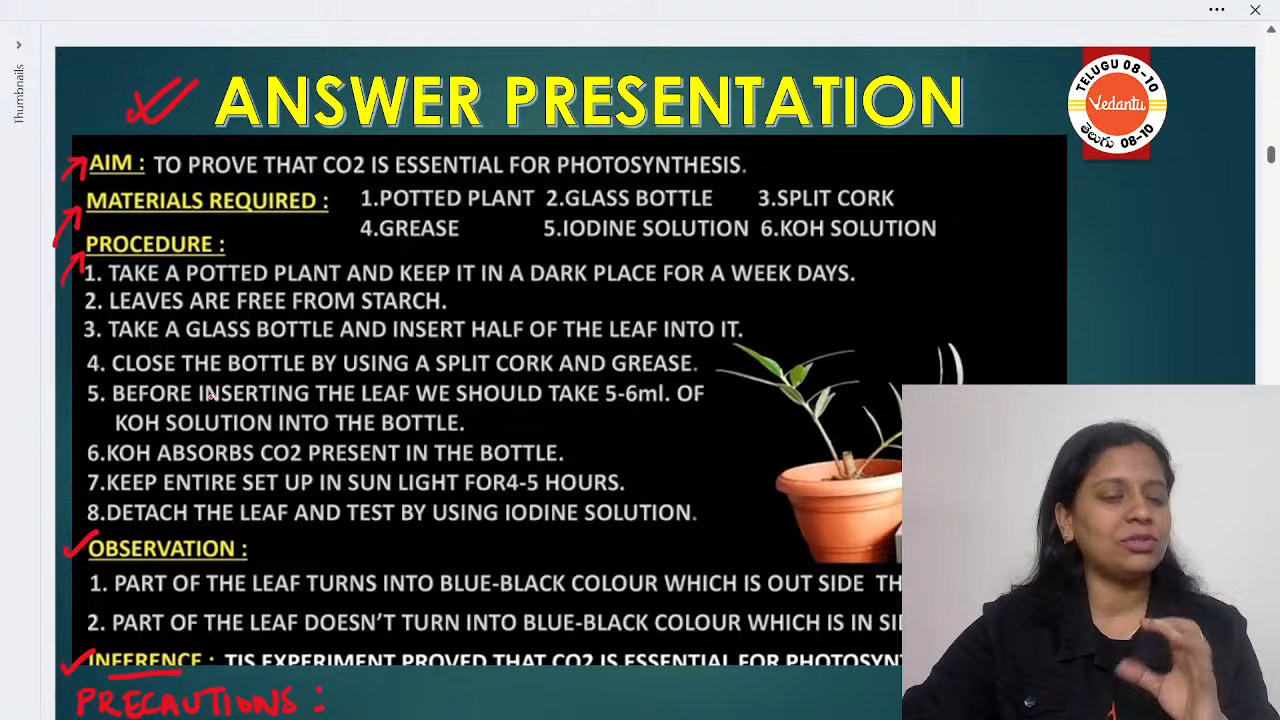 Thumbnails
ANSWER PRESENTATION
TELUGU 08-10
Vedantu
తెలుగు 08-10
AIM : TO PROVE THAT CO2 IS ESSENTIAL FOR PHOTOSYNTHESIS.
MATERIALS REQUIRED : 1.POTTED PLANT 2.GLASS BOTTLE 3.SPLIT CORK
4.GREASE 5.IODINE SOLUTION 6.KOH SOLUTION
PROCEDURE :
1. TAKE A POTTED PLANT AND KEEP IT IN A DARK PLACE FOR A WEEK DAYS.
2. LEAVES ARE FREE FROM STARCH.
3. TAKE A GLASS BOTTLE AND INSERT HALF OF THE LEAF INTO IT.
4. CLOSE THE BOTTLE BY USING A SPLIT CORK AND GREASE.
5. BEFORE INSERTING THE LEAF WE SHOULD TAKE 5-6ml. OF
KOH SOLUTION INTO THE BOTTLE.
6.KOH ABSORBS CO2 PRESENT IN THE BOTTLE.
7.KEEP ENTIRE SET UP IN SUN LIGHT FOR4-5 HOURS.
8.DETACH THE LEAF AND TEST BY USING IODINE SOLUTION.
OBSERVATION :
1. PART OF THE LEAF TURNS INTO BLUE-BLACK COLOUR WHICH IS OUT SIDE TH
2. PART OF THE LEAF DOESN'T TURN INTO BLUE-BLACK COLOUR WHICH IS IN SI
INFERENCE : TIS EXPERIMENT PROVED THAT CO2 IS ESSENTIAL FOR PHOTOSYNT
PRECAUTIONS :